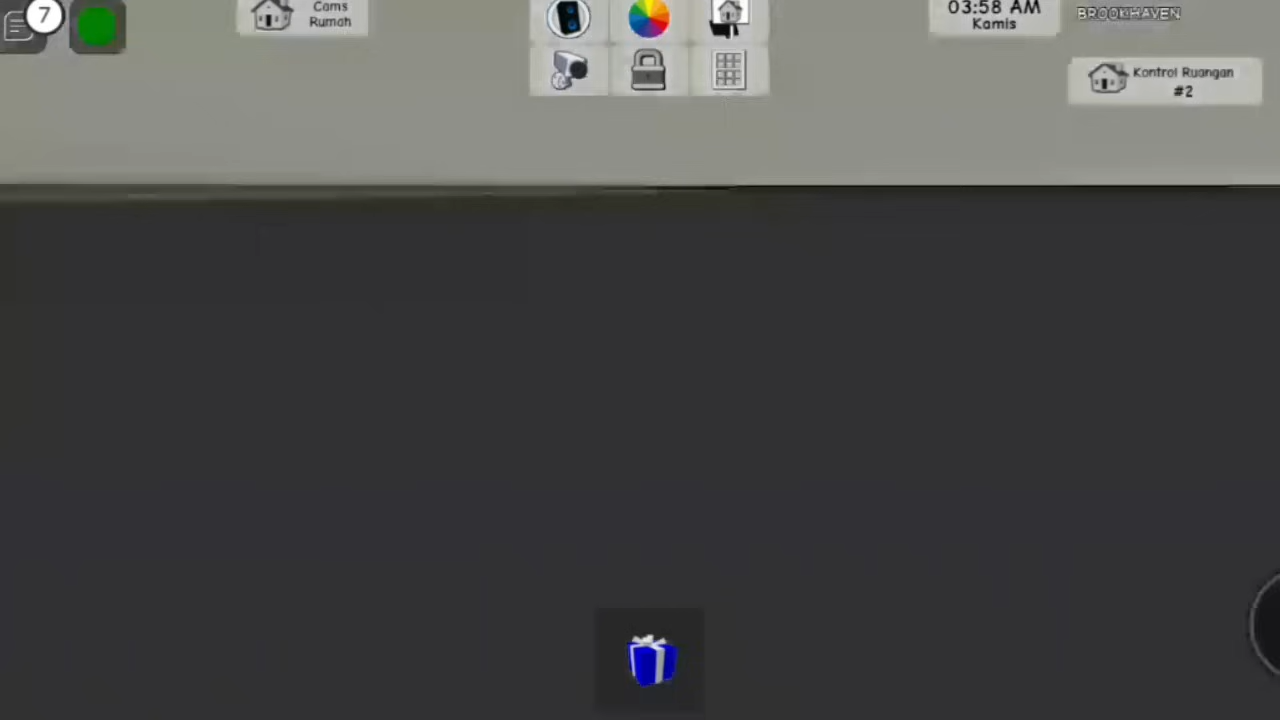 7
Cams
Rumah
03:58 AM
Kamis
BROOKHAVEN
Kontrol Ruangan
#2